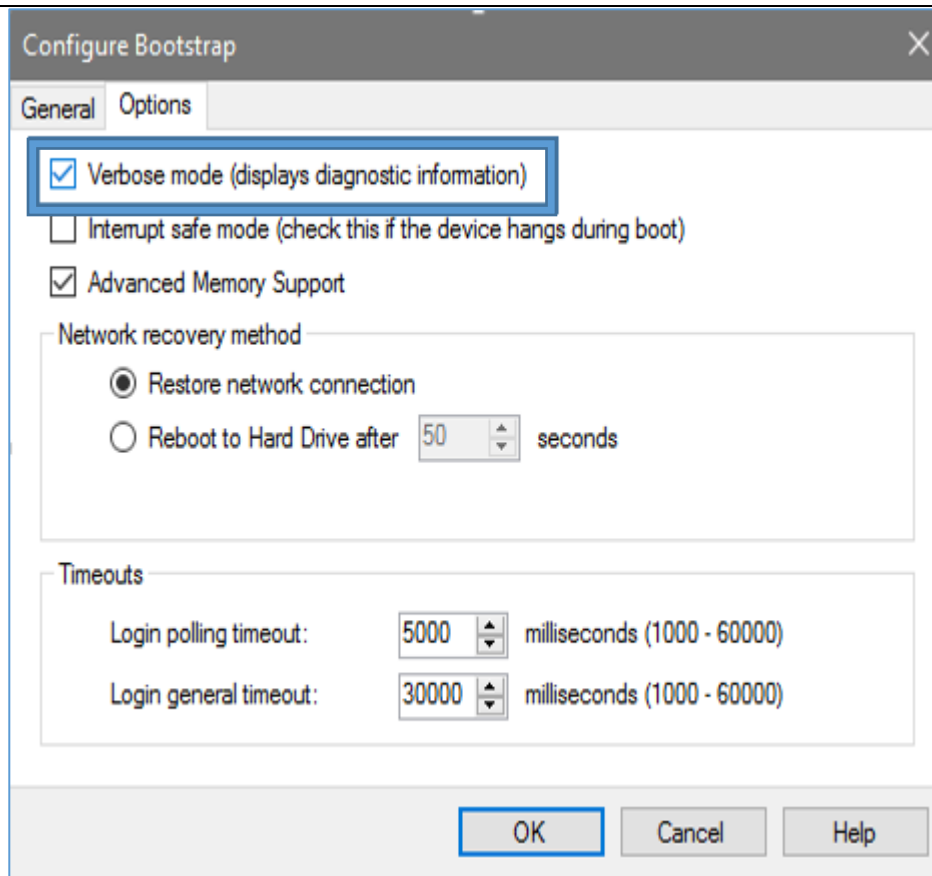 Configure Bootstrap
General Options
Verbose mode (displays diagnostic information)
Interrupt safe mode (check this if the device hangs during boot)
Advanced Memory Support
Network recovery method
Restore network connection
Reboot to Hard Drive after 50 seconds
Timeouts
Login polling timeout: 5000 milliseconds (1000 - 60000)
Login general timeout: 30000 milliseconds (1000 - 60000)
OK Cancel Help